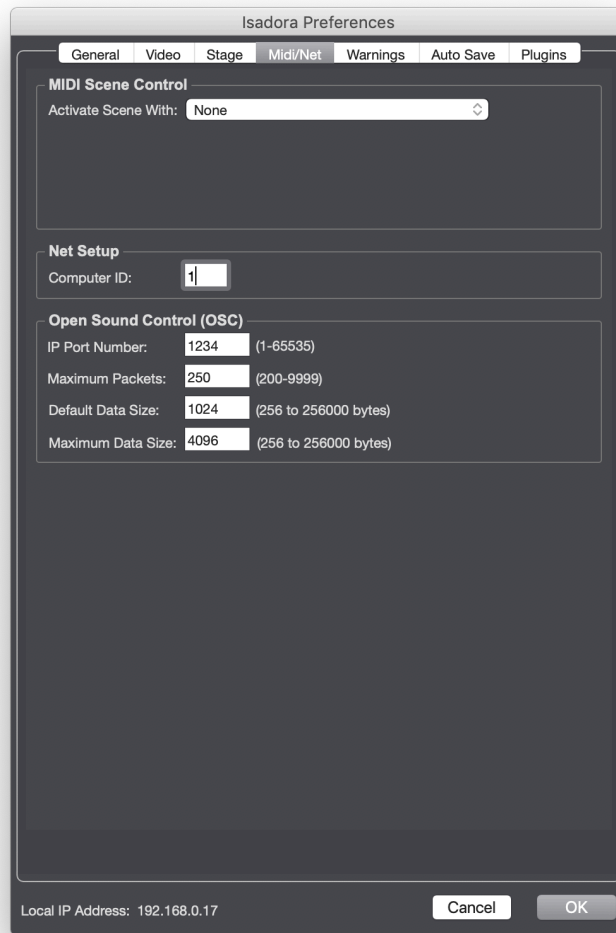 Isadora Preferences
General Video Stage Midi/Net Warnings Auto Save Plugins
MIDI Scene Control
Activate Scene With: None
Net Setup
Computer ID: 1
Open Sound Control (OSC)
IP Port Number: 1234 (1-65535)
Maximum Packets: 250 (200-9999)
Default Data Size: 1024 (256 to 256000 bytes)
Maximum Data Size: 4096 (256 to 256000 bytes)
Local IP Address: 192.168.0.17 Cancel OK